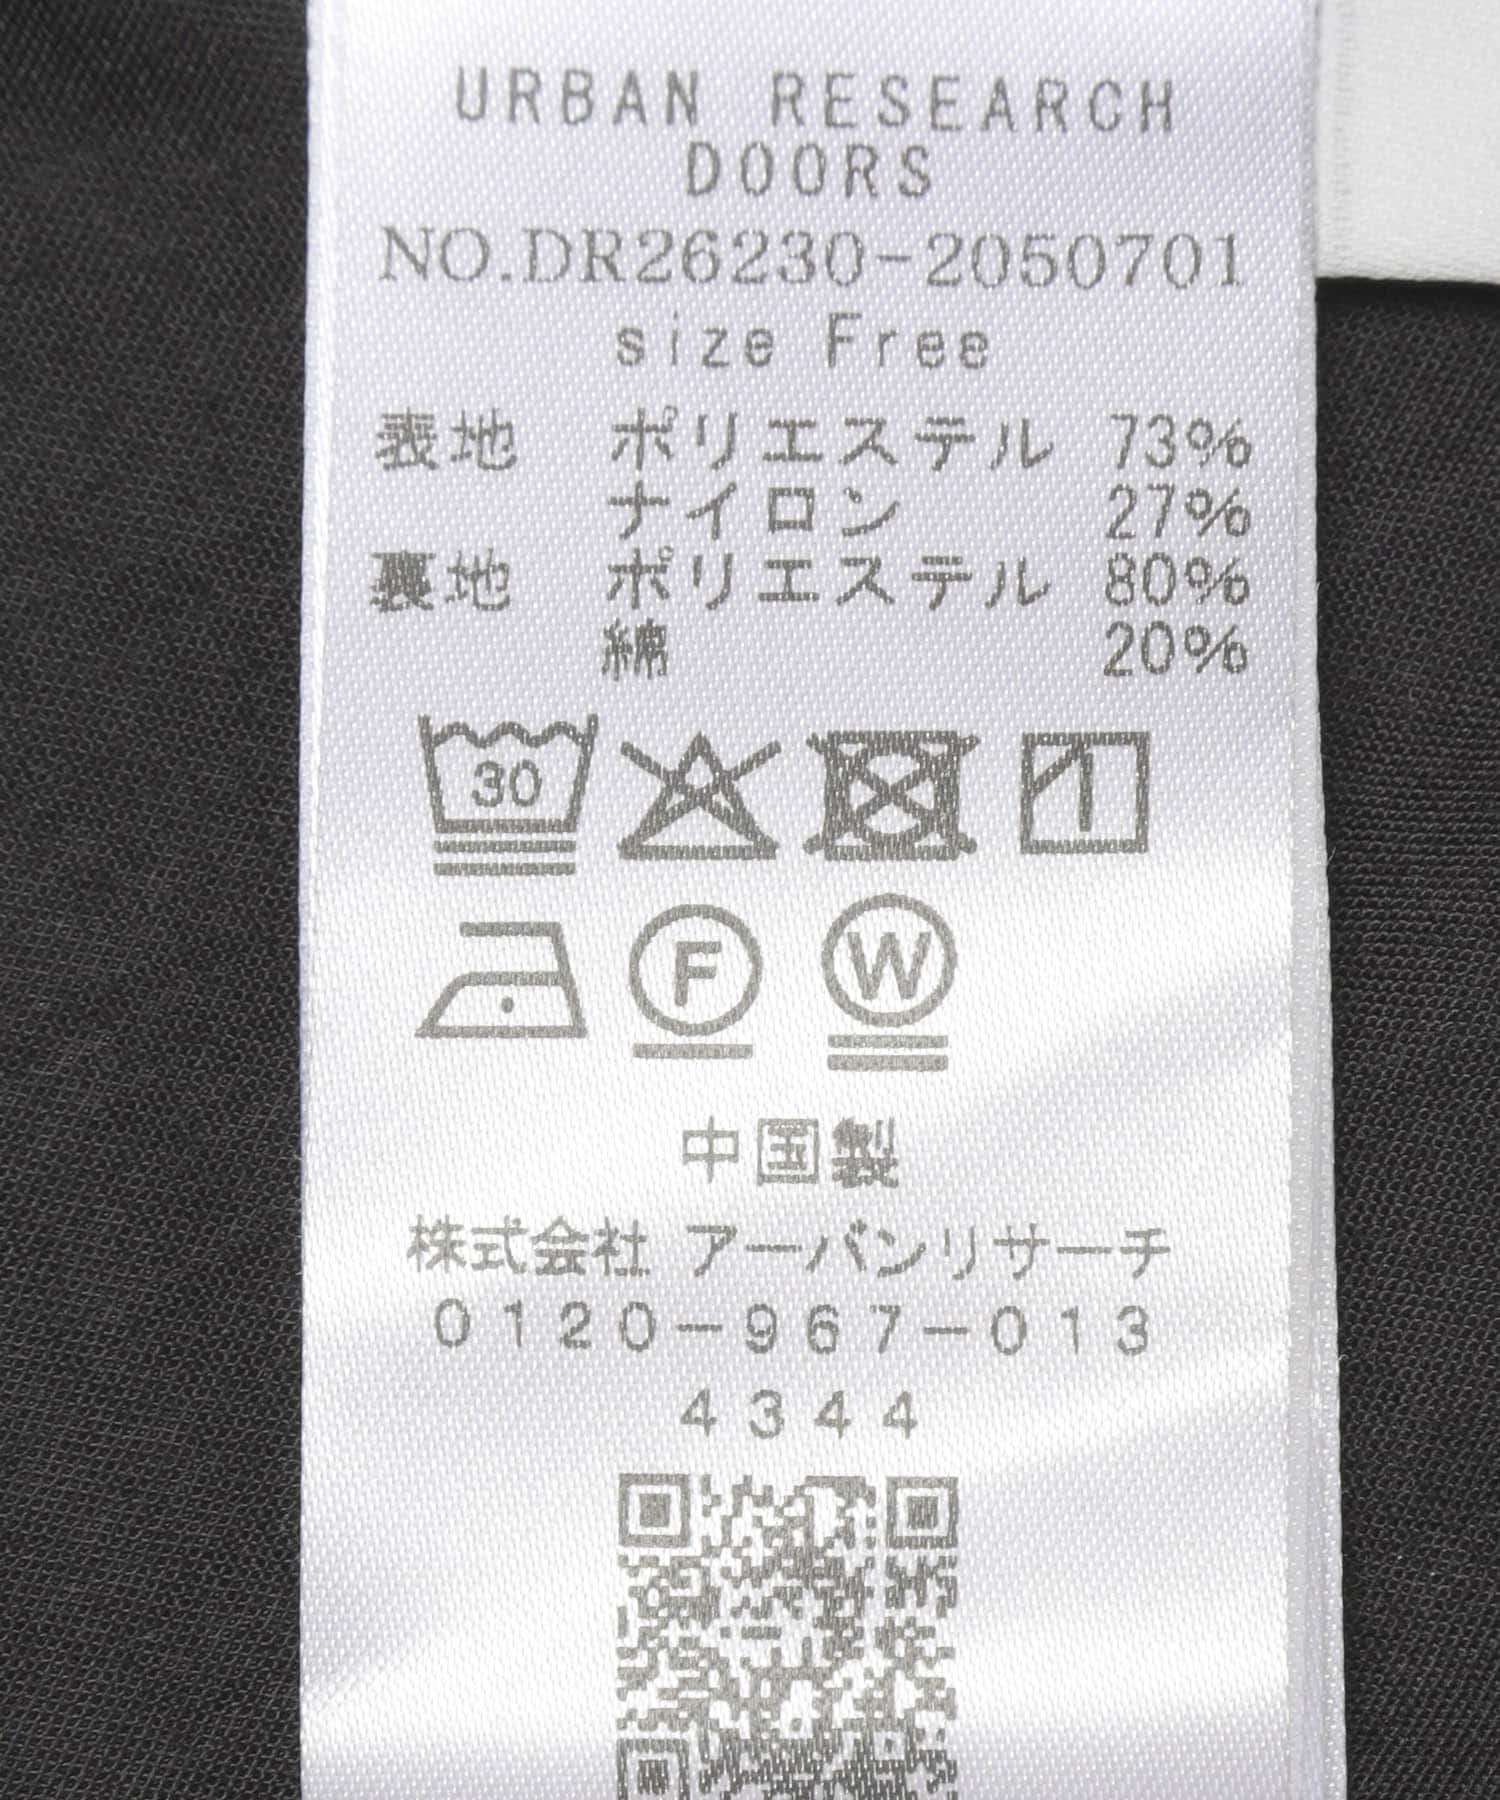 URBAN RESEARCH
DOORS
NO.DR26230-2050701
size Free
表地 ポリエステル 73%
ナイロン 27%
裏地 ポリエステル 80%
綿 20%
30
F W
中国製
株式会社 アーバンリサーチ
0120-967-013
4344